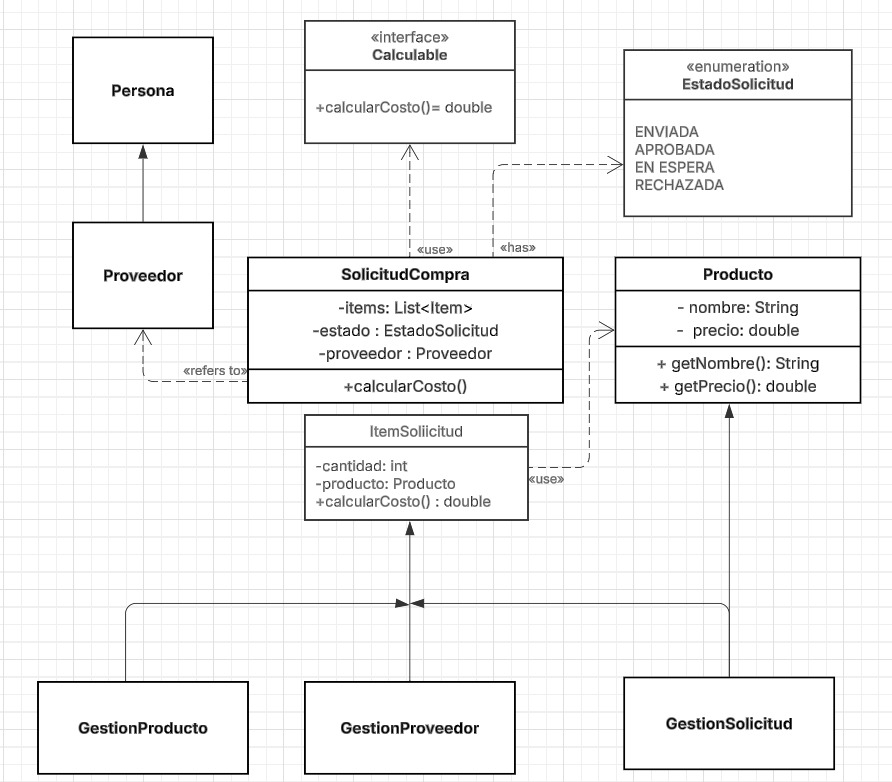 «interface»
Calculable
+calcularCosto()= double
Persona
«enumeration»
EstadoSolicitud
ENVIADA
APROBADA
EN ESPERA
RECHAZADA
«use»
«has»
Proveedor
SolicitudCompra
-items: List<Item>
-estado : EstadoSolicitud
-proveedor : Proveedor
+calcularCosto()
«refers to»
Producto
- nombre: String
- precio: double
+ getNombre(): String
+ getPrecio(): double
ItemSoliicitud
-cantidad: int
-producto: Producto
+calcularCosto() : double
«use»
GestionProducto
GestionProveedor
GestionSolicitud